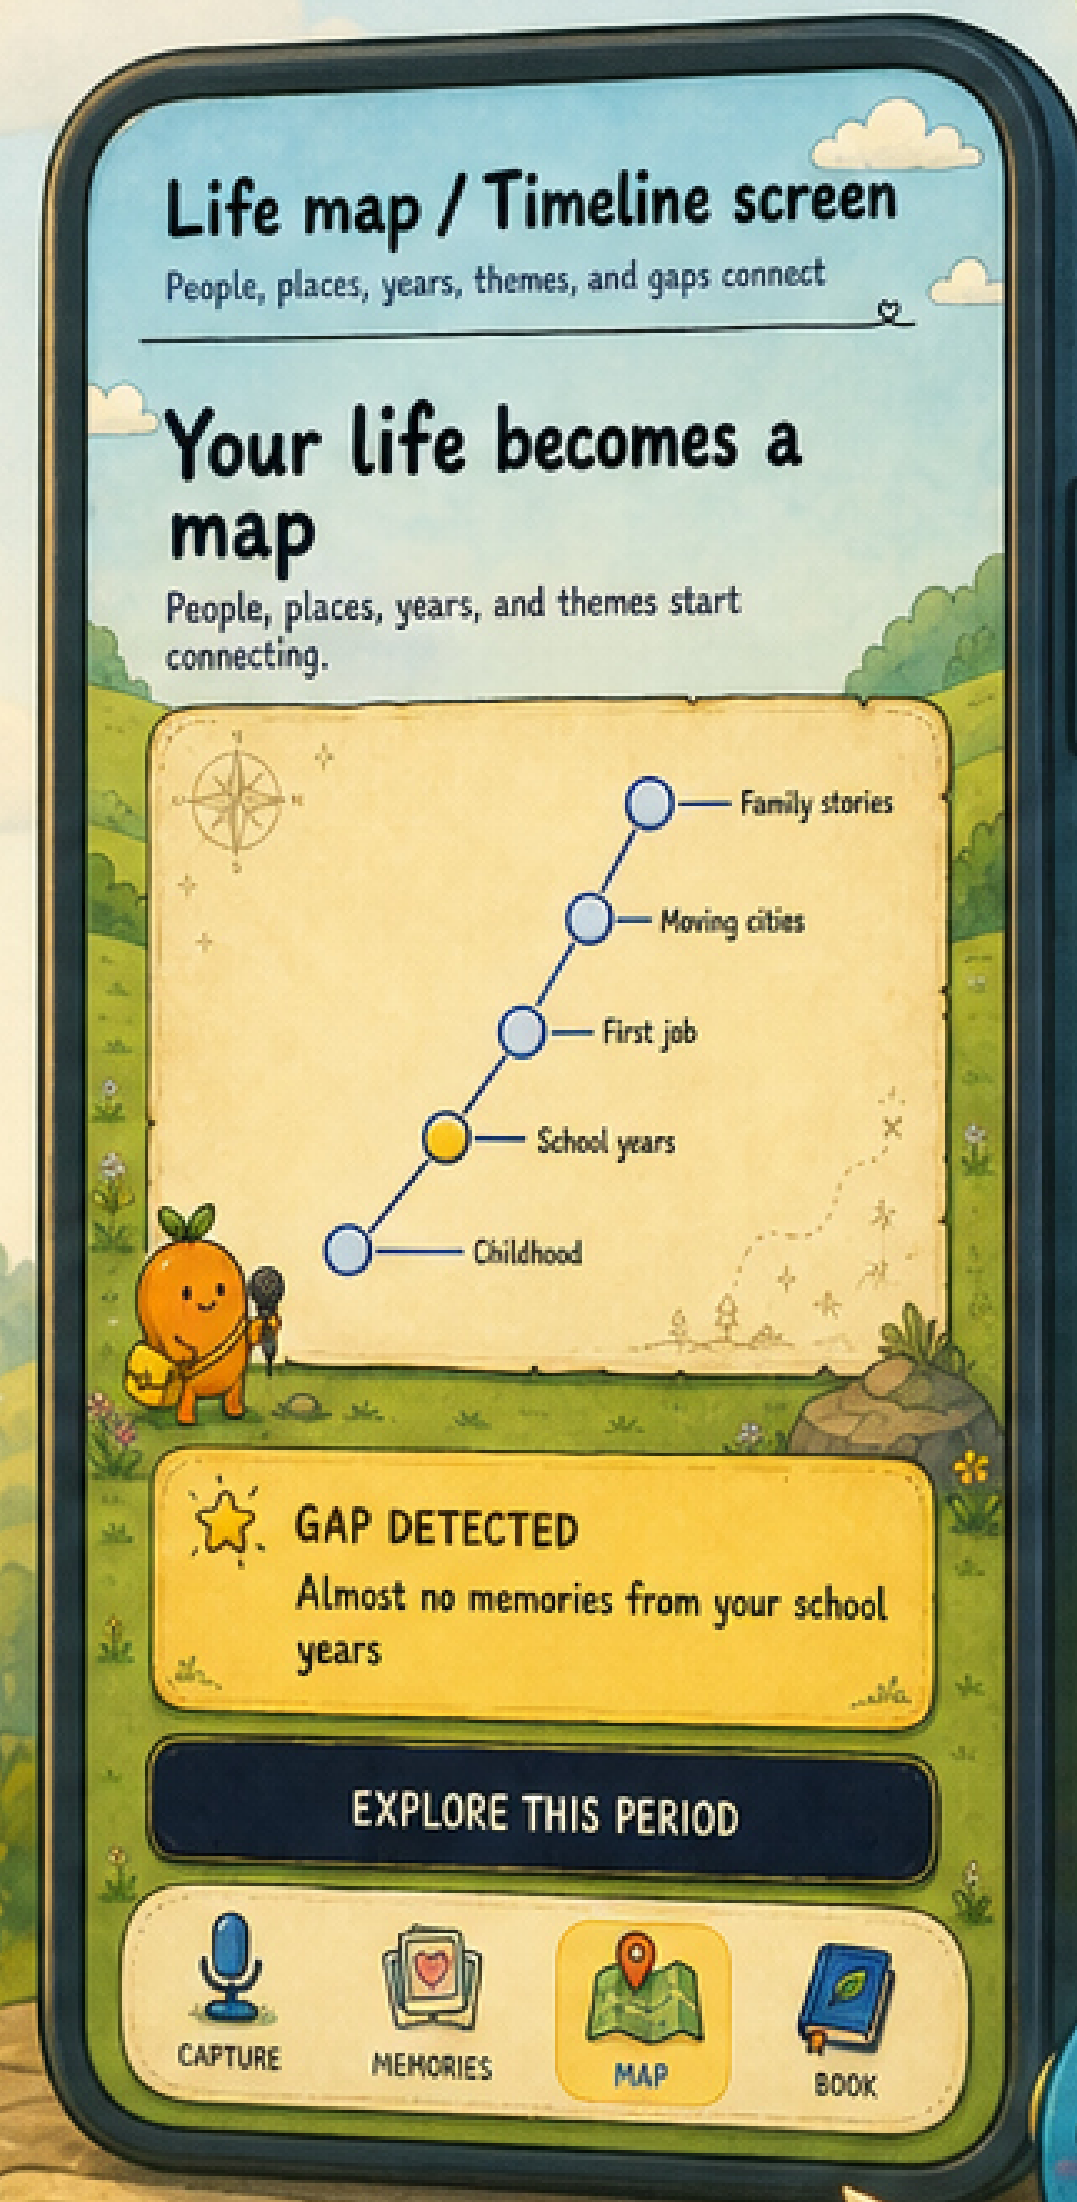 Life map / Timeline screen
People, places, years, themes, and gaps connect
Your life becomes a
map
People, places, years, and themes start
connecting.
Family stories
Moving cities
First job
School years
Childhood
GAP DETECTED
Almost no memories from your school
years
EXPLORE THIS PERIOD
CAPTURE
MEMORIES
MAP
BOOK